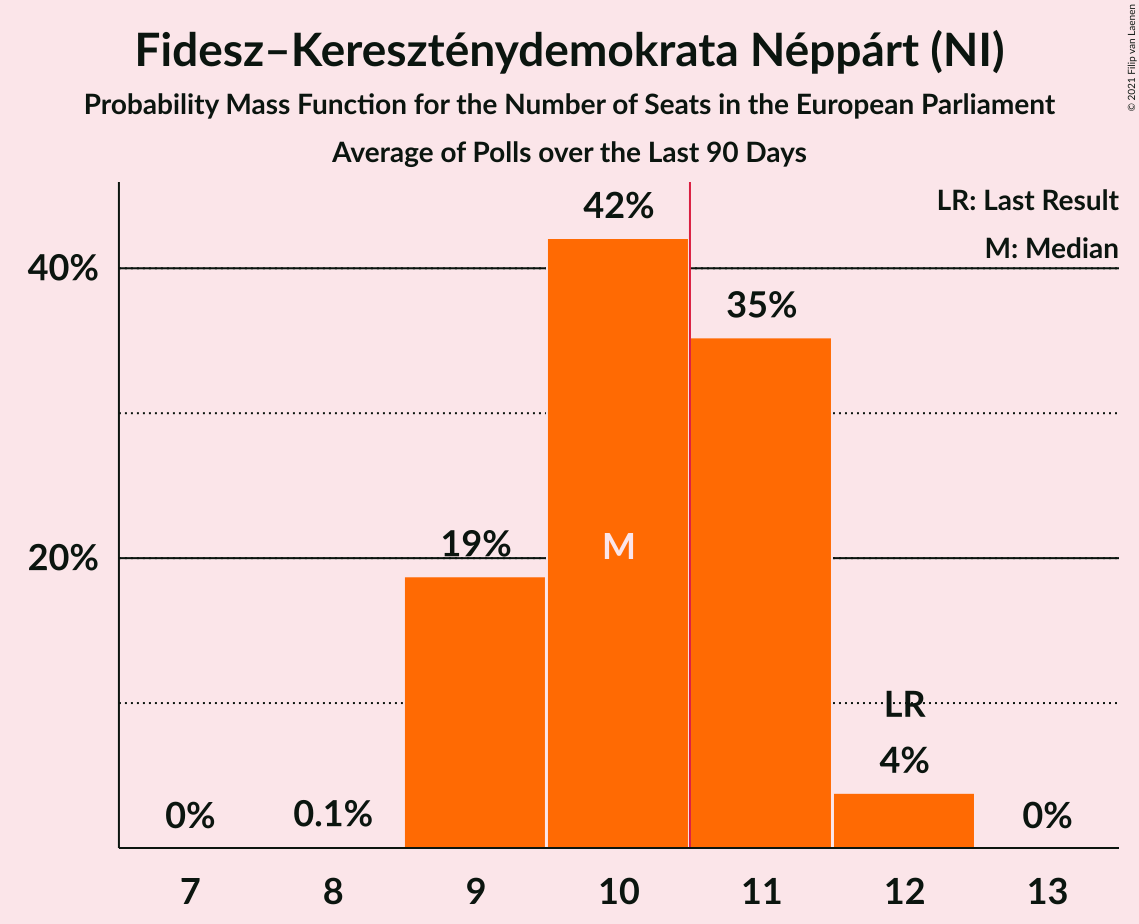 Fidesz–Kereszténydemokrata Néppárt (NI)
Probability Mass Function for the Number of Seats in the European Parliament
Average of Polls over the Last 90 Days
© 2021 Filip van Laenen
LR: Last Result
M: Median
42%
40%
35%
19%
20%
M
LR
4%
0%
0.1%
0%
7 8 9 10 11 12 13